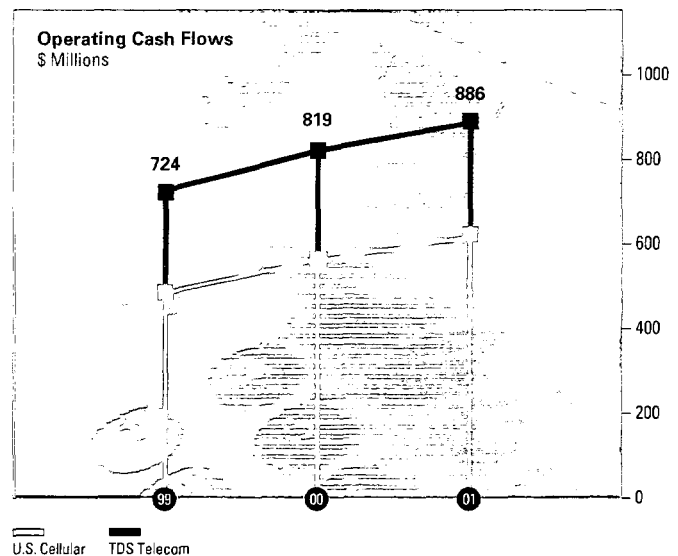 Operating Cash Flows
$ Millions
1000
886
819
800
724
600
400
200
0
99 00 01
U.S. Cellular TDS Telecom